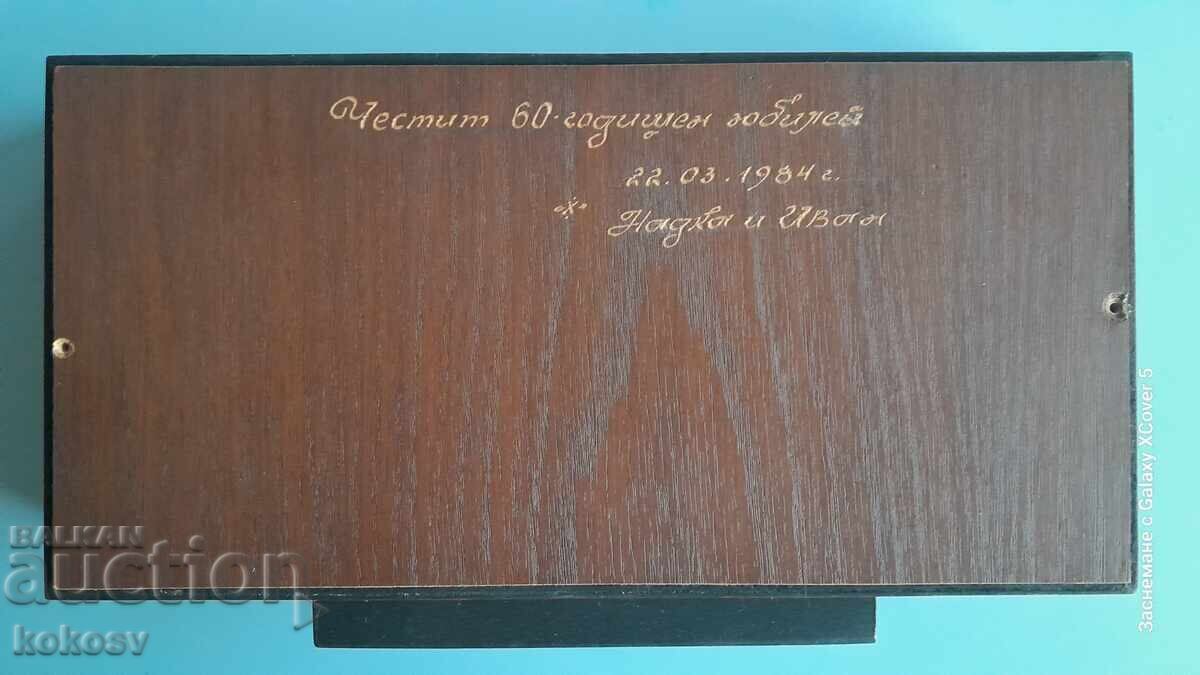 Честит 60-годишен юбилей
22.03.1984 г.
Надка и Иван
Заснемане с Galaxy XCover 5
BALKAN
auction
kokosv